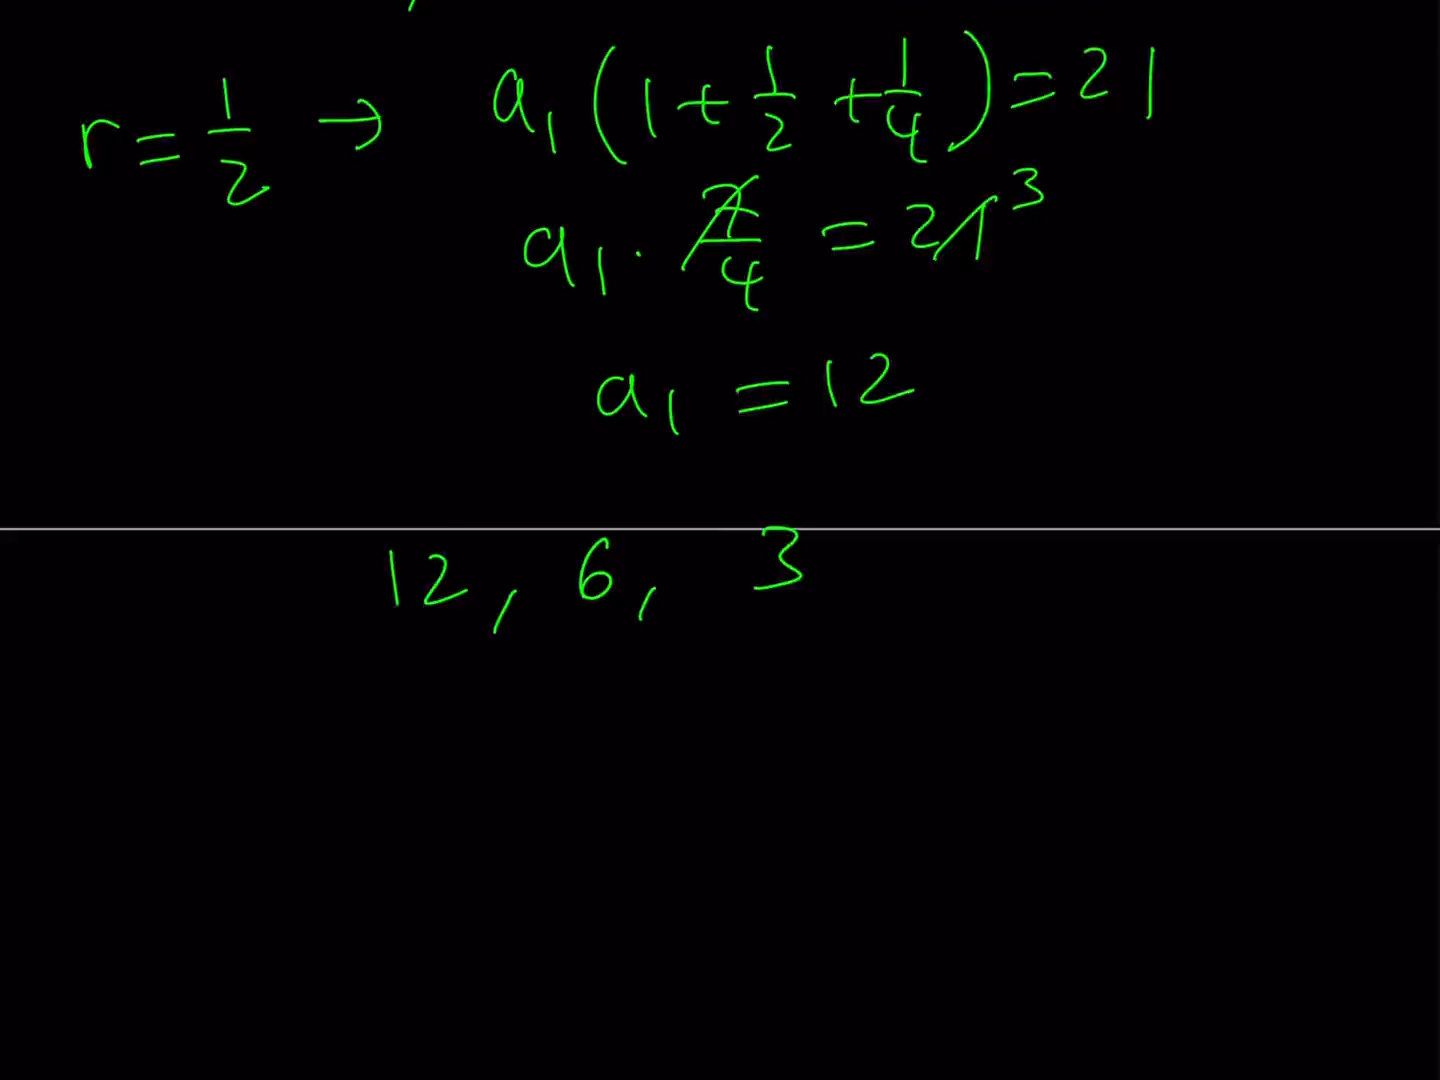 r = 1/2 → a₁(1 + 1/2 + 1/4) = 21
a₁ · 7/4 = 21 3
a₁ = 12
12, 6, 3